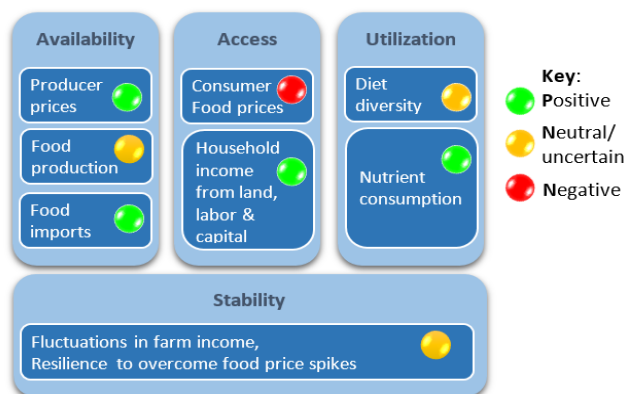 Availability
Producer
prices
Food
production
Food
imports
Access
Consumer
Food prices
Household
income
from land,
labor &
capital
Utilization
Diet
diversity
Nutrient
consumption
Key:
Positive
Neutral/
uncertain
Negative
Stability
Fluctuations in farm income,
Resilience to overcome food price spikes